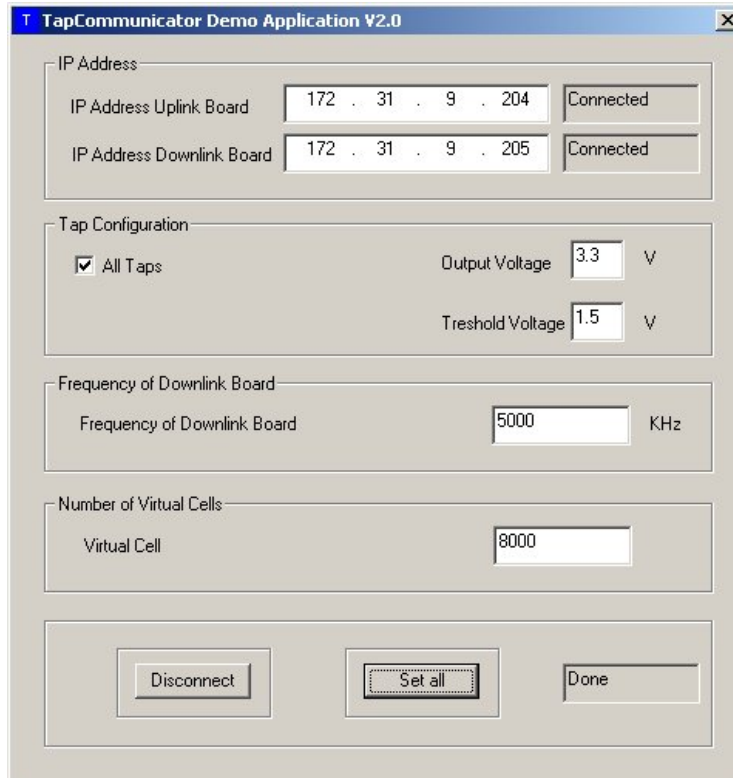 T TapCommunicator Demo Application V2.0
IP Address
IP Address Uplink Board 172 . 31 . 9 . 204 Connected
IP Address Downlink Board 172 . 31 . 9 . 205 Connected
Tap Configuration
All Taps Output Voltage 3.3 V
Treshold Voltage 1.5 V
Frequency of Downlink Board
Frequency of Downlink Board 5000 KHz
Number of Virtual Cells
Virtual Cell 8000
Disconnect Set all Done